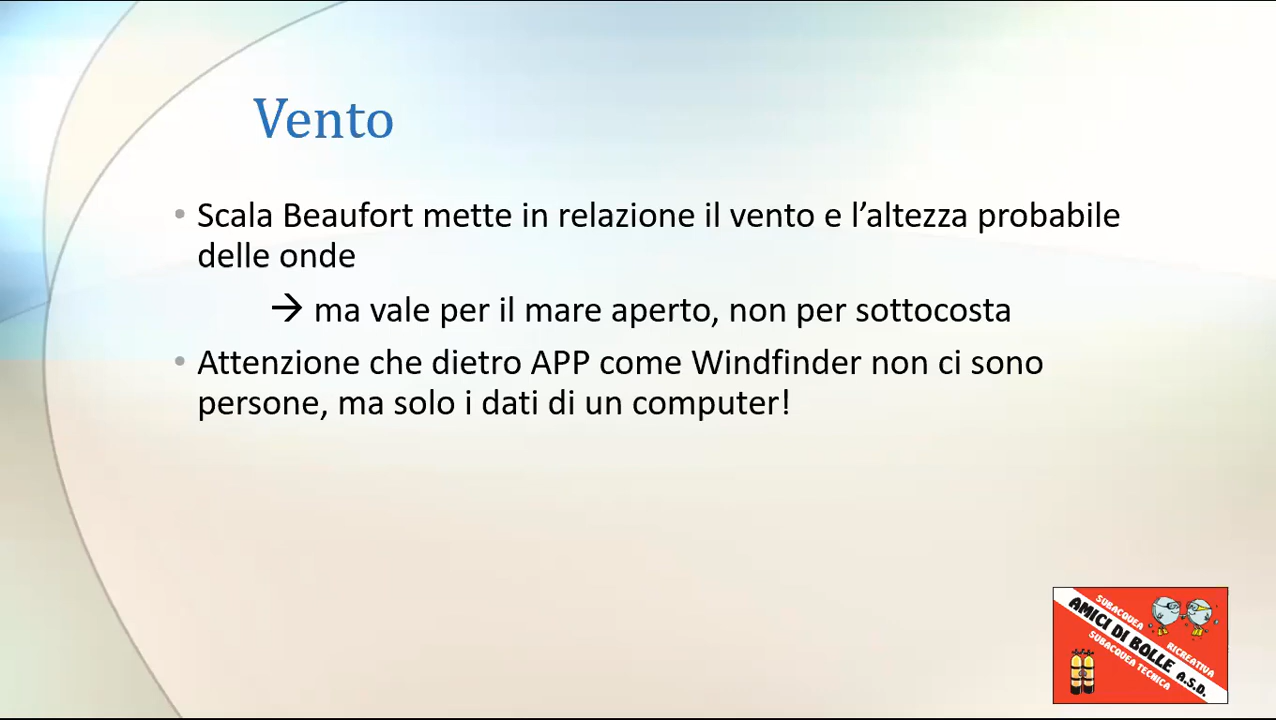 Vento
• Scala Beaufort mette in relazione il vento e l’altezza probabile
delle onde
→ ma vale per il mare aperto, non per sottocosta
• Attenzione che dietro APP come Windfinder non ci sono
persone, ma solo i dati di un computer!
SUBACQUEA
RICREATIVA
AMICI DI BOLLE A.S.D.
SUBACQUEA TECNICA